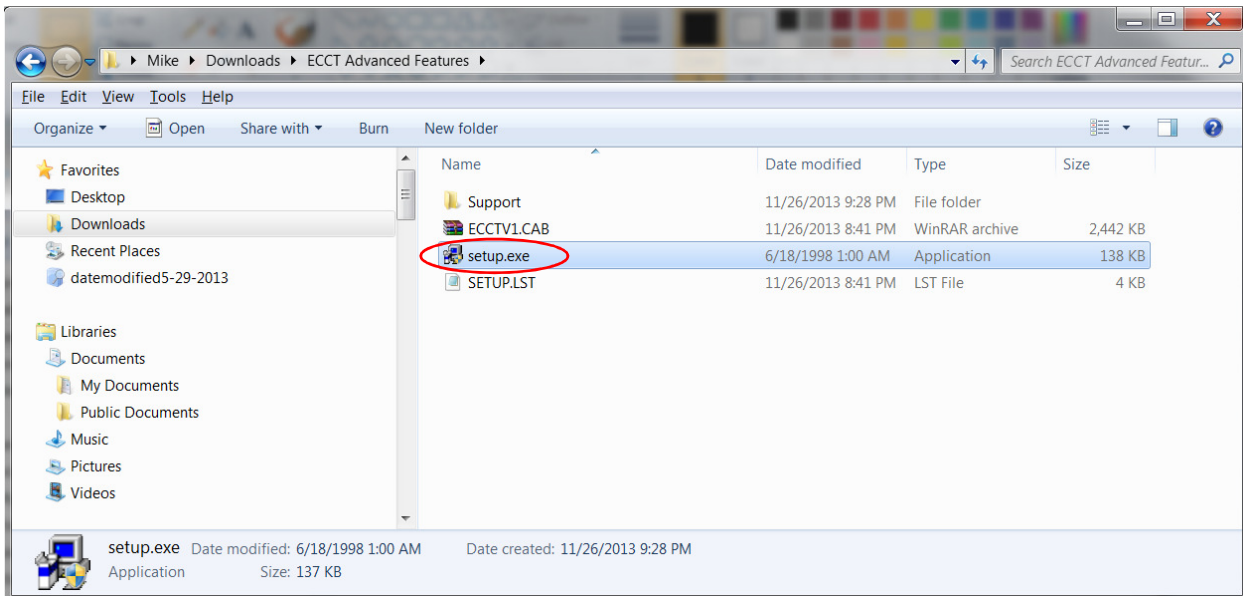 Mike Downloads ECCT Advanced Features
Search ECCT Advanced Featur...
File Edit View Tools Help
Organize Open Share with Burn New folder
Favorites
Desktop
Downloads
Recent Places
datemodified5-29-2013
Libraries
Documents
My Documents
Public Documents
Music
Pictures
Videos
Name Date modified Type Size
Support 11/26/2013 9:28 PM File folder
ECCTV1.CAB 11/26/2013 8:41 PM WinRAR archive 2,442 KB
setup.exe 6/18/1998 1:00 AM Application 138 KB
SETUP.LST 11/26/2013 8:41 PM LST File 4 KB
setup.exe Date modified: 6/18/1998 1:00 AM Date created: 11/26/2013 9:28 PM
Application Size: 137 KB